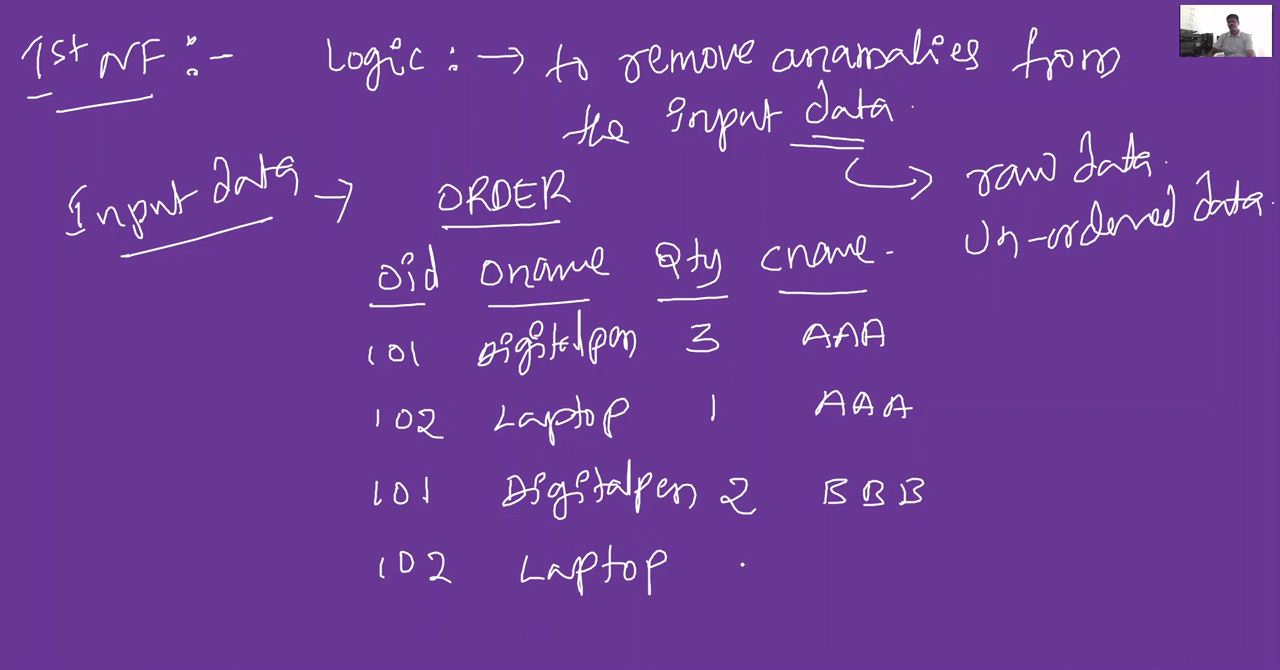 1st NF :- Logic : → to remove anamalies from
the input data.
→ raw data.
Un-ordered data.
Input data → ORDER
oid Oname Qty cname
101 Digitalpen 3 AAA
102 Laptop 1 AAA
101 Digitalpen 2 BBB
102 Laptop